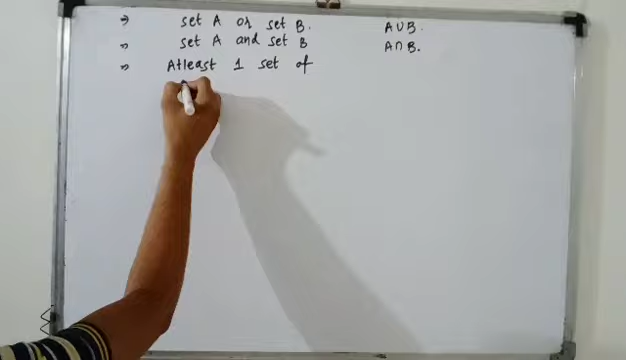 ⇒ set A or set B. A∪B.
⇒ set A and set B A∩B.
⇒ Atleast 1 set of